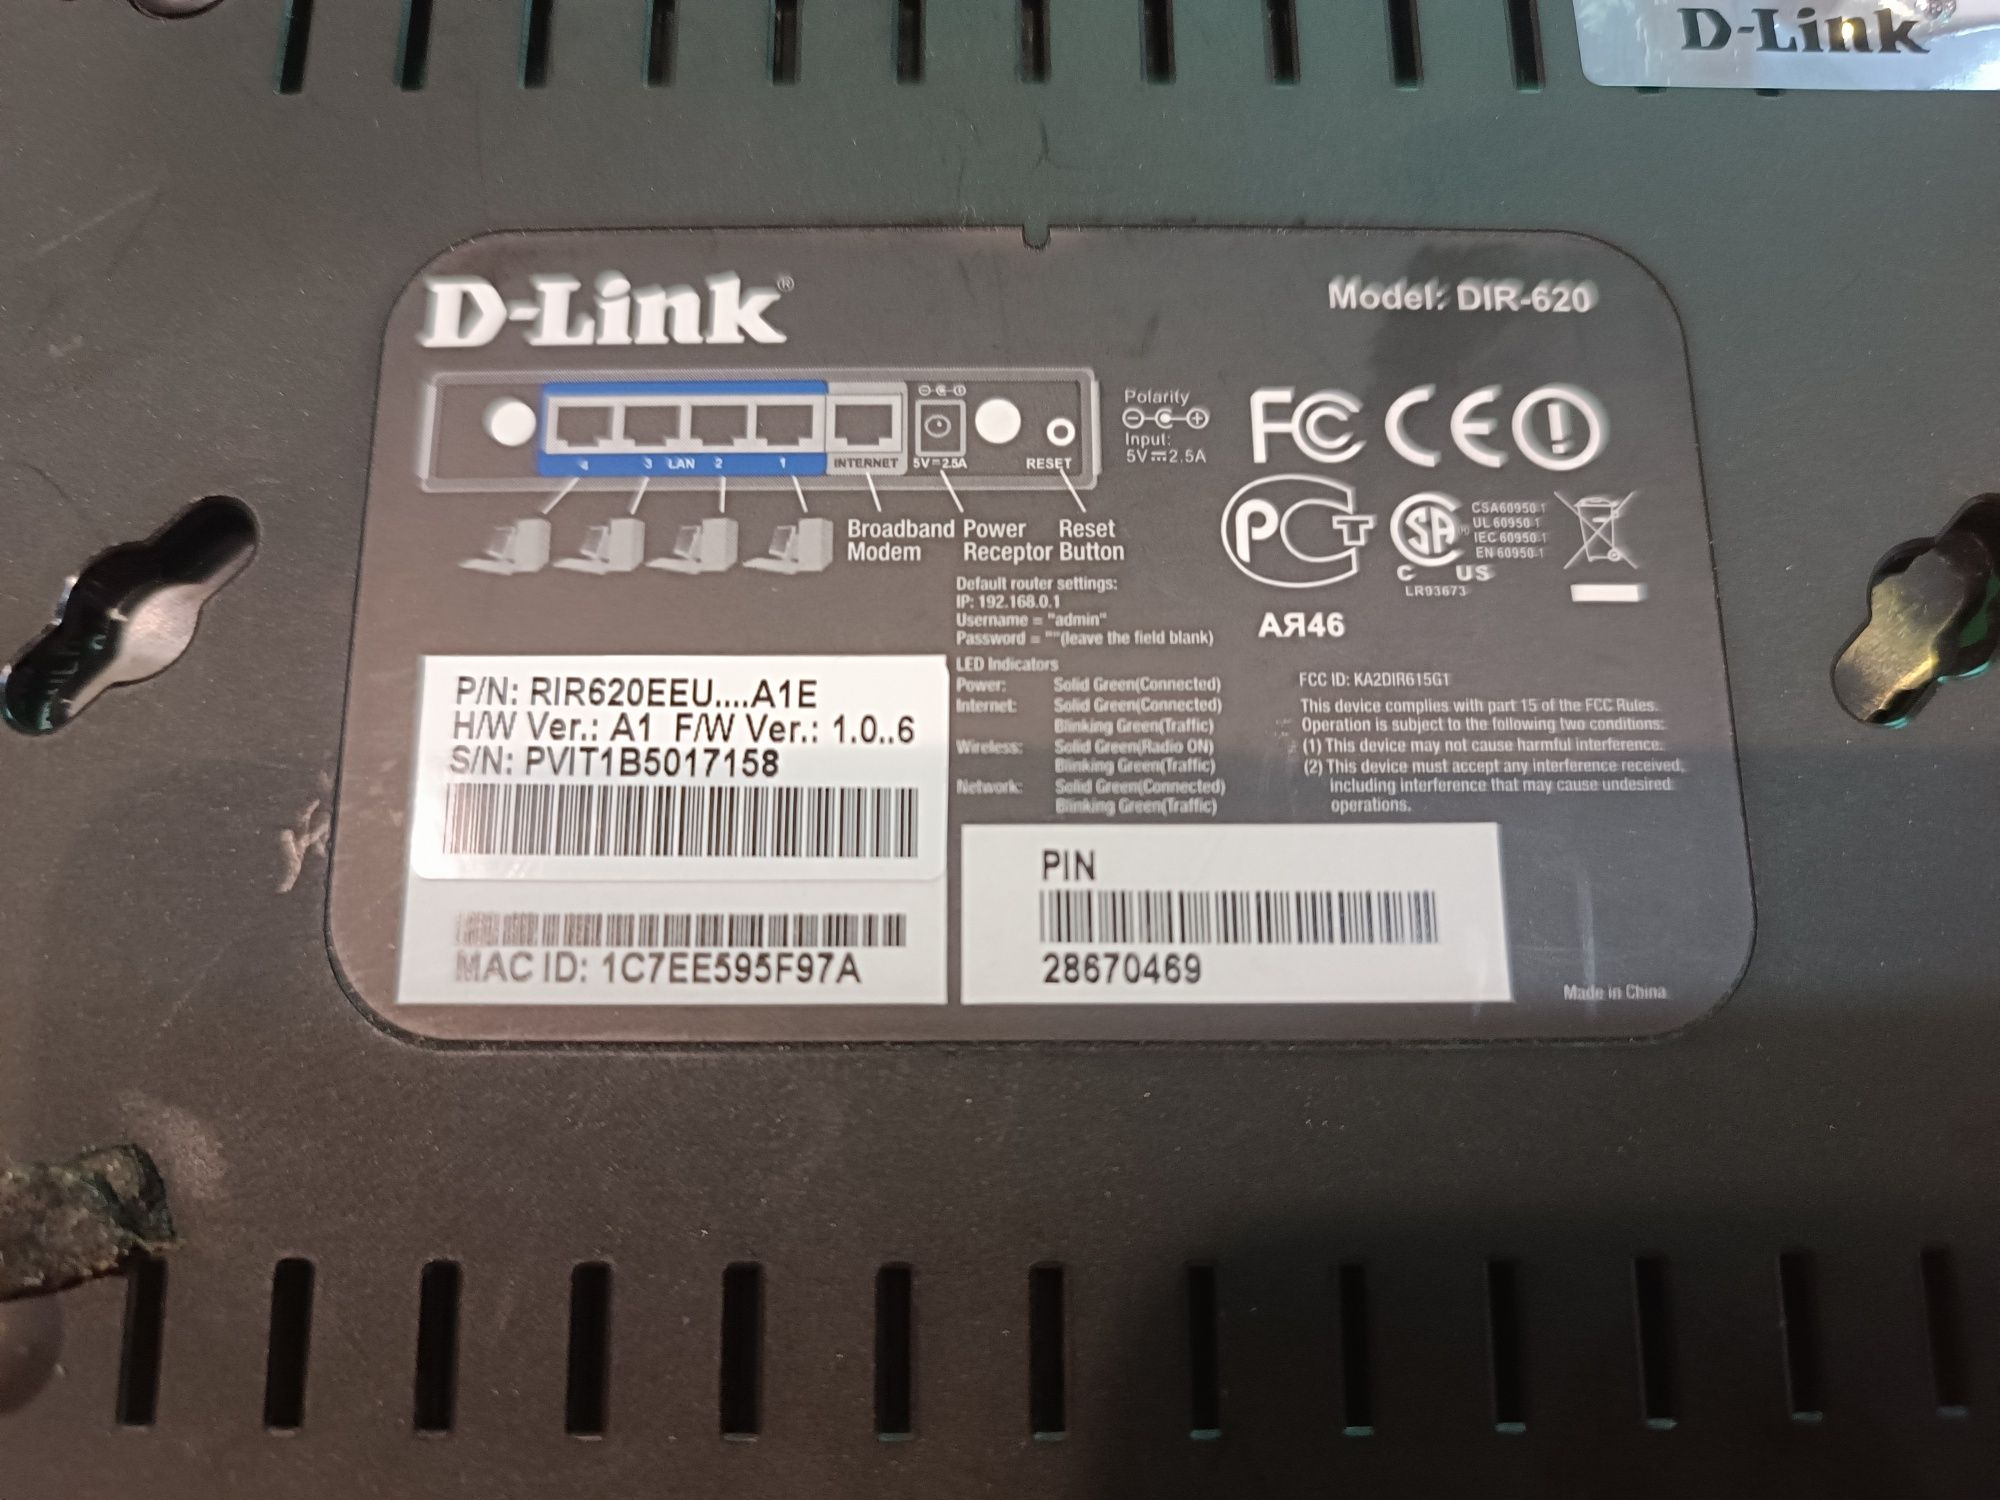 D-Link
D-Link®
Model: DIR-620
4 3 LAN 2 1 INTERNET 5V=2.5A RESET
Polarity
Input:
5V⎓2.5A
FC CE
Broadband Modem
Power Receptor
Reset Button
PCT
AЯ46
SA®
C US
LR93673
CSA60950-1
UL 60950-1
IEC 60950-1
EN 60950-1
Default router settings:
IP: 192.168.0.1
Username = "admin"
Password = ""(leave the field blank)
LED Indicators
Power: Solid Green(Connected)
Internet: Solid Green(Connected)
Blinking Green(Traffic)
Wireless: Solid Green(Radio ON)
Blinking Green(Traffic)
Network: Solid Green(Connected)
Blinking Green(Traffic)
FCC ID: KA2DIR615G1
This device complies with part 15 of the FCC Rules.
Operation is subject to the following two conditions:
(1) This device may not cause harmful interference.
(2) This device must accept any interference received,
including interference that may cause undesired
operations.
P/N: RIR620EEU....A1E
H/W Ver.: A1 F/W Ver.: 1.0..6
S/N: PVIT1B5017158
MAC ID: 1C7EE595F97A
PIN
28670469
Made in China